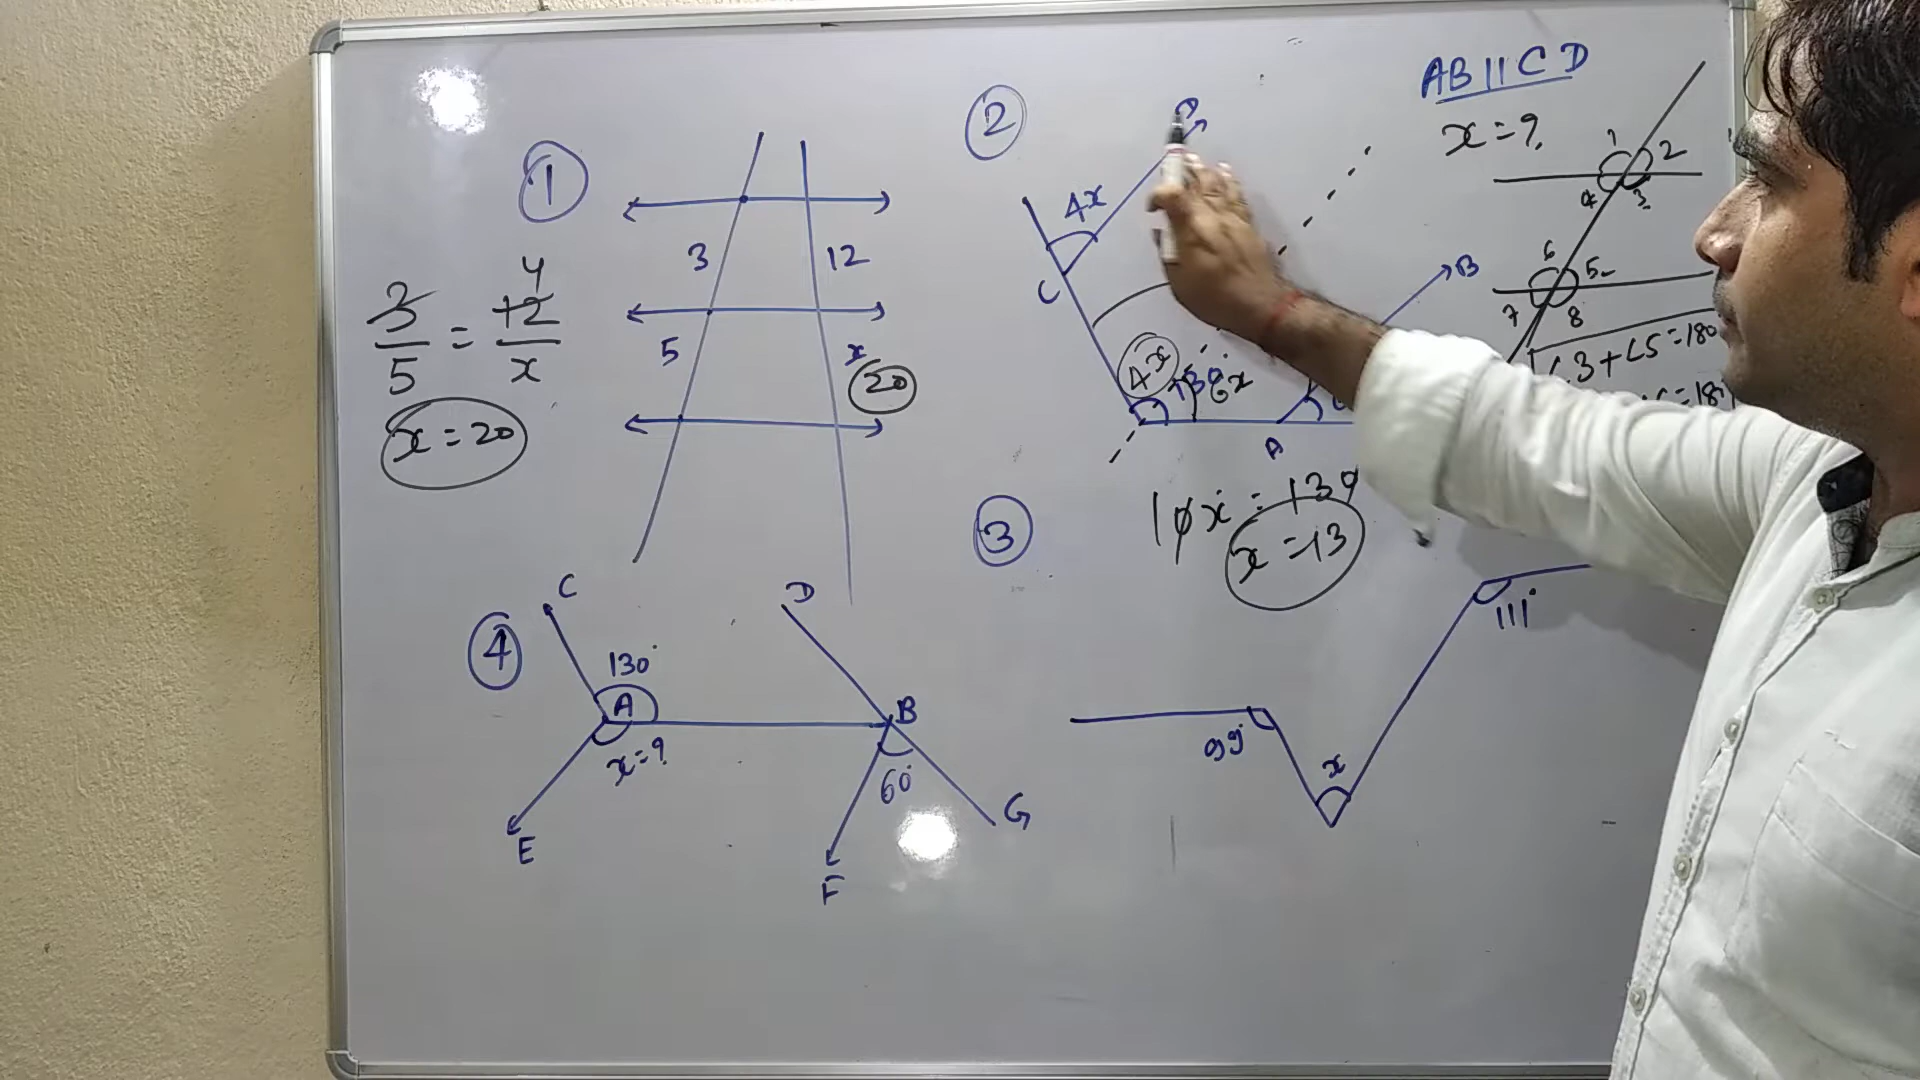 1
3
12
5
x
20
3/5 = 12/x
4
x = 20
2
AB || CD
x = ?
4x
C
D
B
4x
130°
6x
A
10x = 130
x = 13
1
2
4
3
6
5
7
8
∠3 + ∠5 = 180
3
111°
99°
x
4
C
D
130°
A
B
x = ?
60°
E
F
G